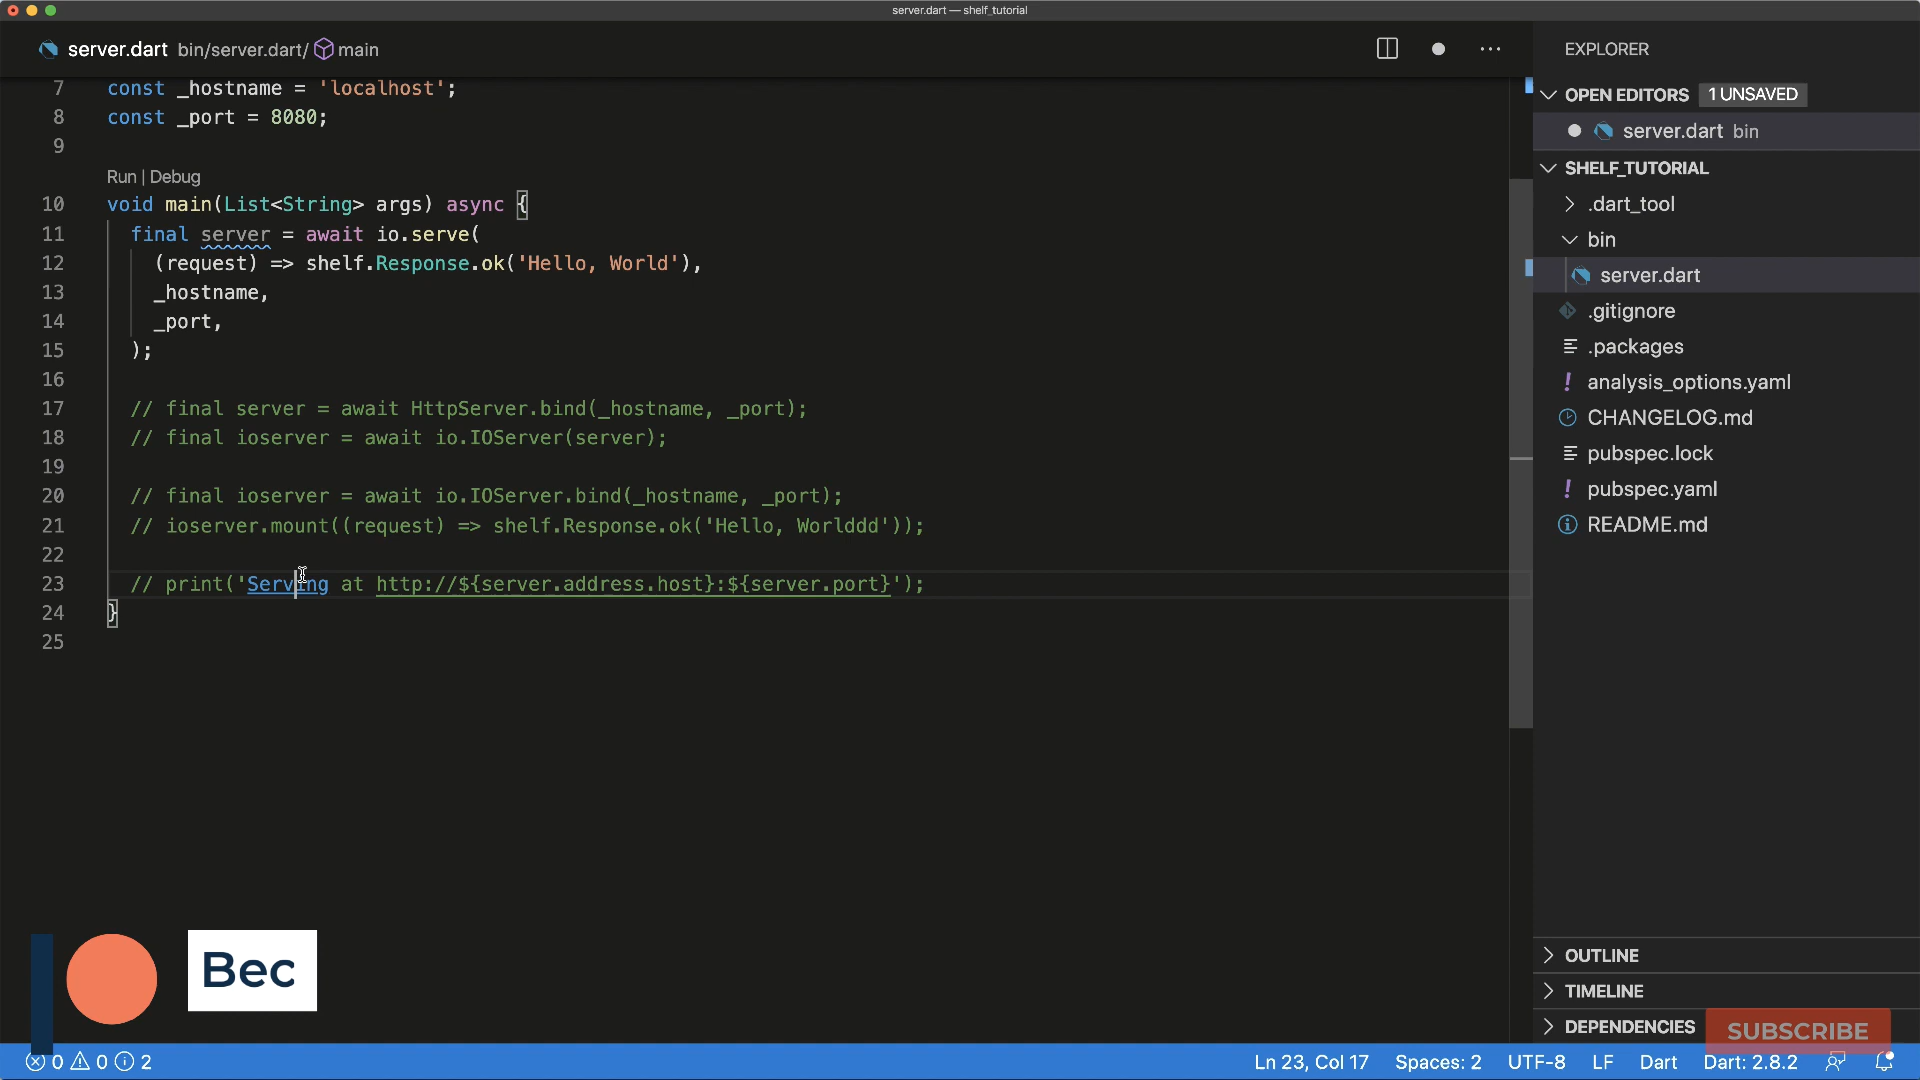 server.dart — shelf_tutorial
server.dart bin/server.dart/ main
EXPLORER
OPEN EDITORS 1 UNSAVED
server.dart bin
SHELF_TUTORIAL
.dart_tool
bin
server.dart
.gitignore
.packages
analysis_options.yaml
CHANGELOG.md
pubspec.lock
pubspec.yaml
README.md
OUTLINE
TIMELINE
DEPENDENCIES
SUBSCRIBE
7 const _hostname = 'localhost';
8 const _port = 8080;
9
Run | Debug
10 void main(List<String> args) async {
11 final server = await io.serve(
12 (request) => shelf.Response.ok('Hello, World'),
13 _hostname,
14 _port,
15 );
16
17 // final server = await HttpServer.bind(_hostname, _port);
18 // final ioserver = await io.IOServer(server);
19
20 // final ioserver = await io.IOServer.bind(_hostname, _port);
21 // ioserver.mount((request) => shelf.Response.ok('Hello, Worlddd'));
22
23 // print('Serving at http://${server.address.host}:${server.port}');
24 }
25
Bec
0 0 2
Ln 23, Col 17 Spaces: 2 UTF-8 LF Dart Dart: 2.8.2